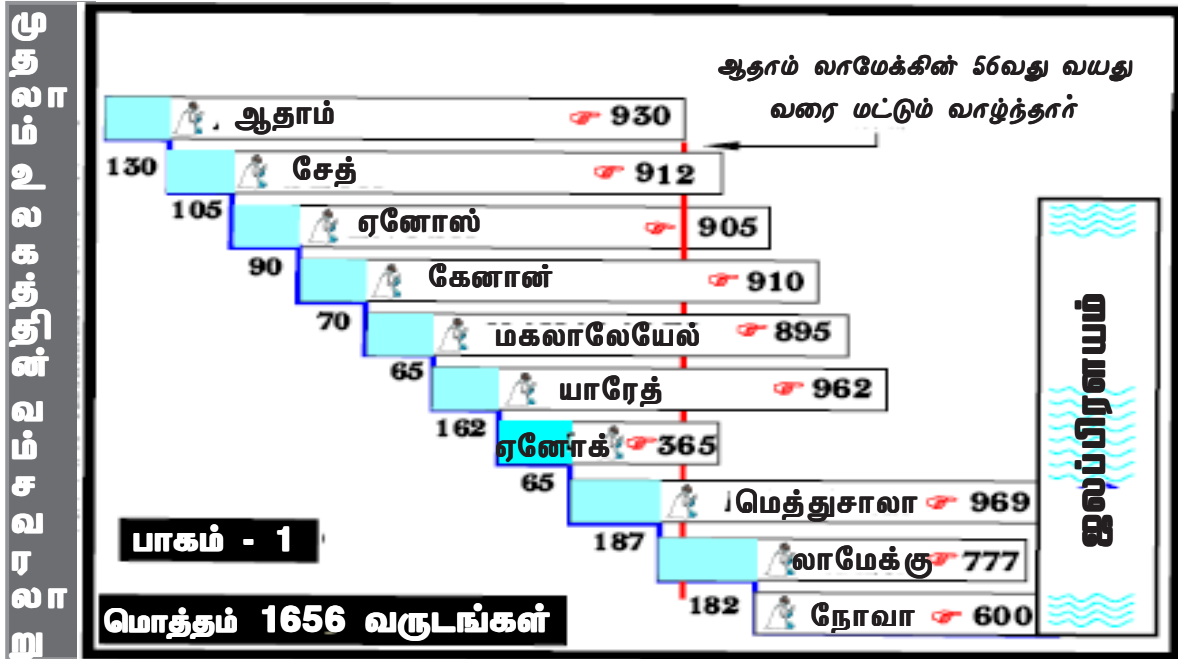 முதலாம் உலகத்தின் வம்சவரலாறு
ஆதாம் லாமேக்கின் 56வது வயது
வரை மட்டும் வாழ்ந்தார்
ஆதாம் 930
130
சேத் 912
105
ஏனோஸ் 905
90
கேனான் 910
70
மகலாலேயேல் 895
65
யாரேத் 962
162
ஏனோக் 365
65
மெத்துசாலா 969
187
லாமேக்கு 777
182
நோவா 600
ஜலப்பிரளயம்
பாகம் - 1
மொத்தம் 1656 வருடங்கள்